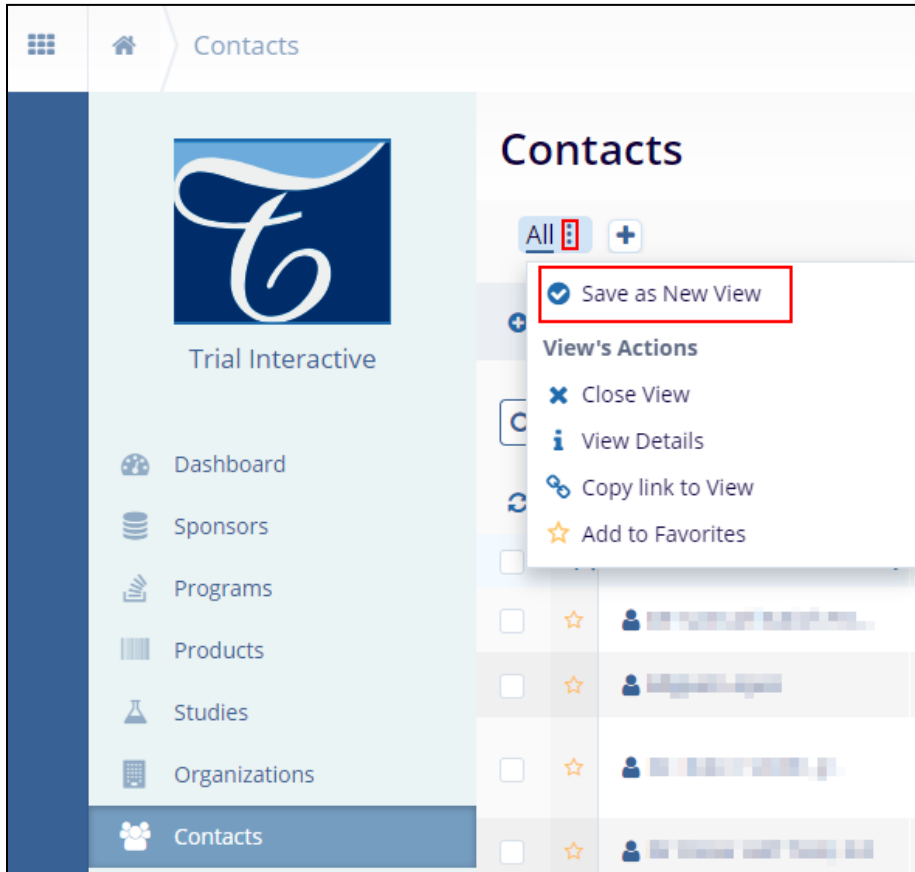 Contacts
Trial Interactive
Dashboard
Sponsors
Programs
Products
Studies
Organizations
Contacts
Contacts
All
Save as New View
View's Actions
Close View
View Details
Copy link to View
Add to Favorites